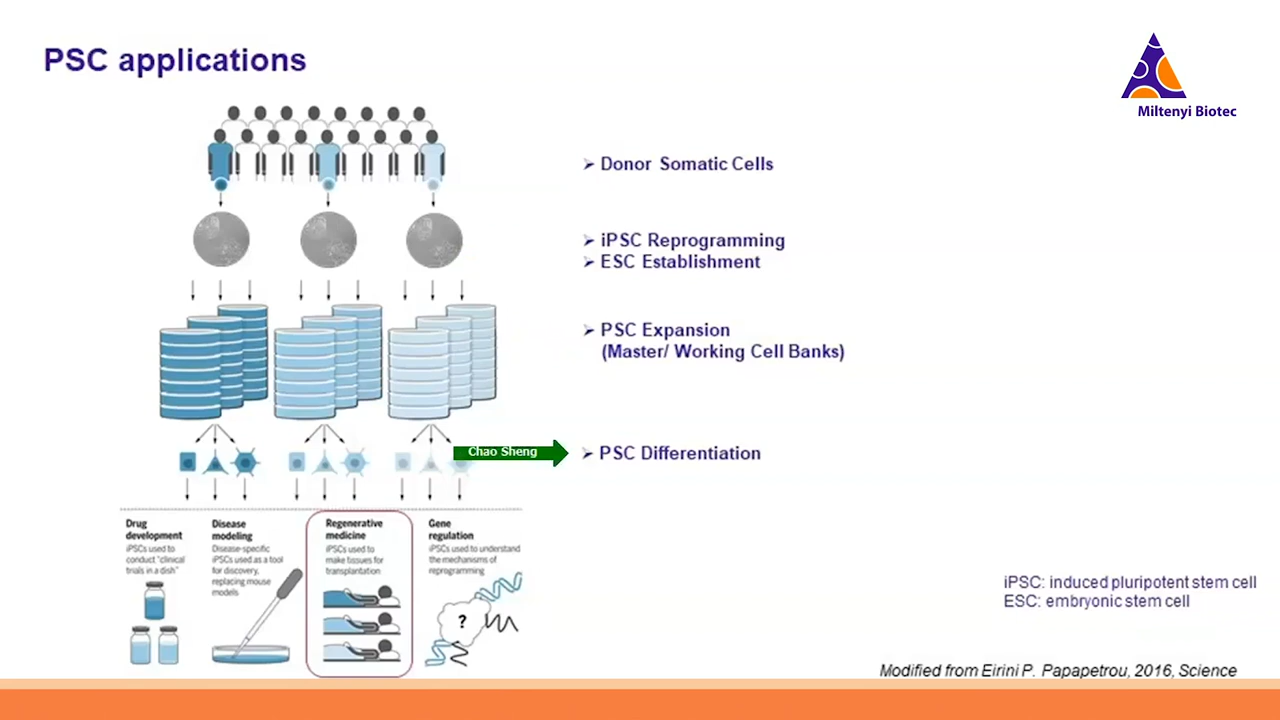 PSC applications
Miltenyi Biotec
➢ Donor Somatic Cells
➢ iPSC Reprogramming
➢ ESC Establishment
➢ PSC Expansion
(Master/ Working Cell Banks)
Chao Sheng
➢ PSC Differentiation
Drug
development
iPSCs used to
conduct "clinical
trials in a dish"
Disease
modeling
Disease-specific
iPSCs used as a tool
for discovery,
replacing mouse
models
Regenerative
medicine
iPSCs used to
make tissues for
transplantation
Gene
regulation
iPSCs used to understand
the mechanisms of
reprogramming
?
iPSC: induced pluripotent stem cell
ESC: embryonic stem cell
Modified from Eirini P. Papapetrou, 2016, Science